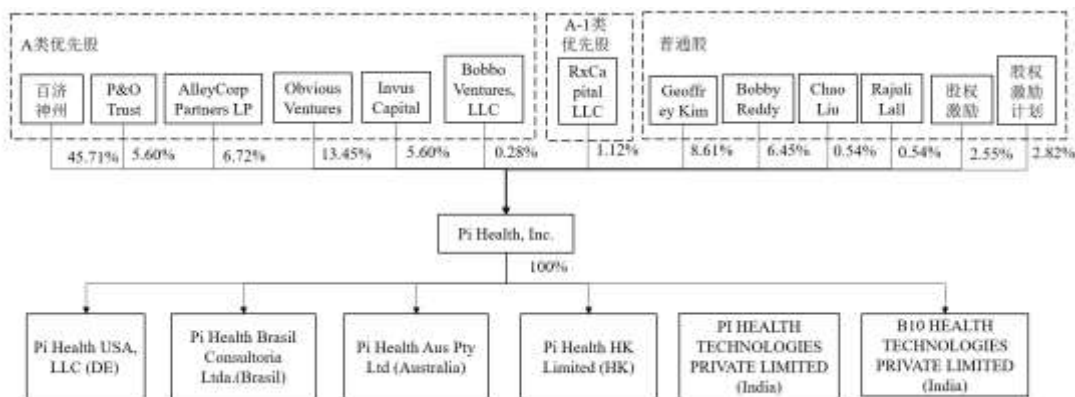 A类优先股
百济
神州
P&O
Trust
AlleyCorp
Partners LP
Obvious
Ventures
Invus
Capital
Bobbo
Ventures,
LLC
A-1类
优先股
RxCa
pital
LLC
普通股
Geoffr
ey Kim
Bobby
Reddy
Chao
Liu
Rajuli
Lall
股权
激励
股权
激励
计划
45.71%
5.60%
6.72%
13.45%
5.60%
0.28%
1.12%
8.61%
6.45%
0.54%
0.54%
2.55%
2.82%
Pi Health, Inc.
100%
Pi Health USA,
LLC (DE)
Pi Health Brasil
Consultoria
Ltda.(Brasil)
Pi Health Aus Pty
Ltd (Australia)
Pi Health HK
Limited (HK)
PI HEALTH
TECHNOLOGIES
PRIVATE LIMITED
(India)
B10 HEALTH
TECHNOLOGIES
PRIVATE LIMITED
(India)